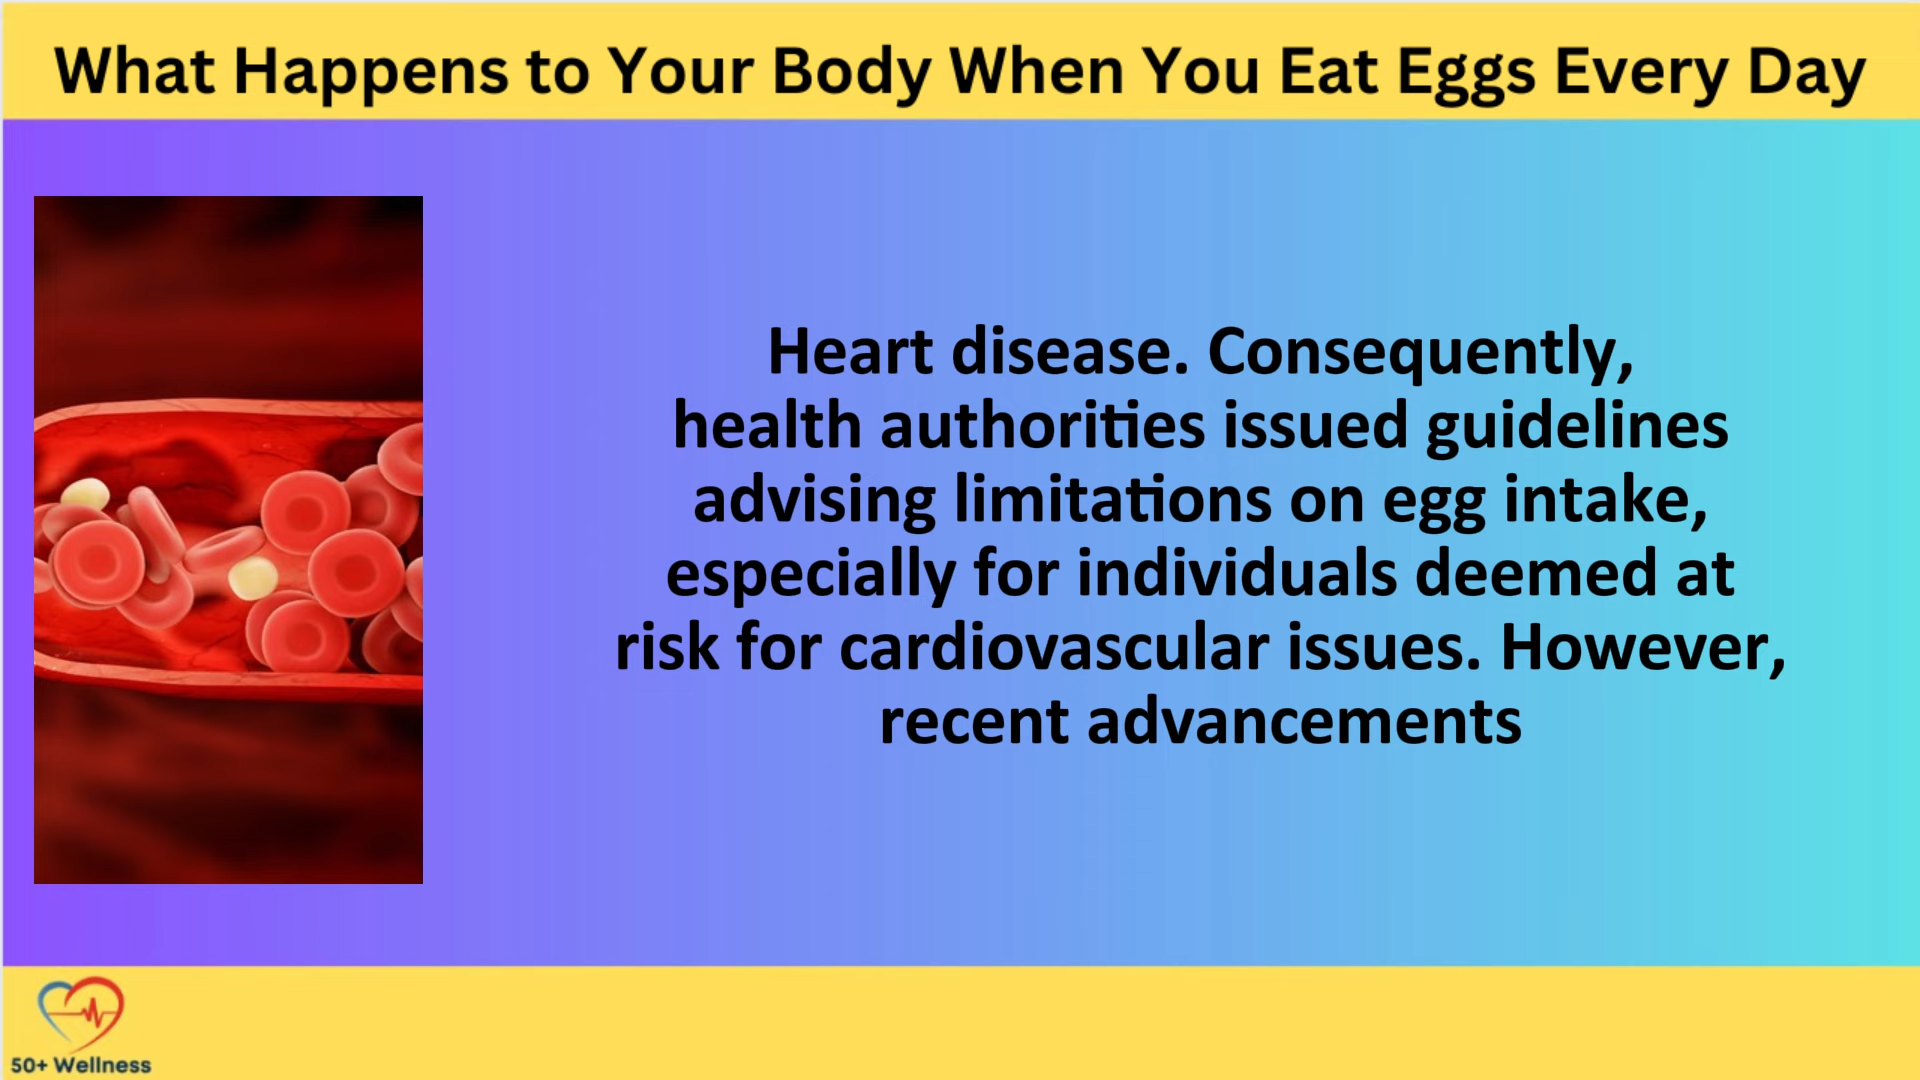 What Happens to Your Body When You Eat Eggs Every Day
Heart disease. Consequently,
health authorities issued guidelines
advising limitations on egg intake,
especially for individuals deemed at
risk for cardiovascular issues. However,
recent advancements
50+ Wellness